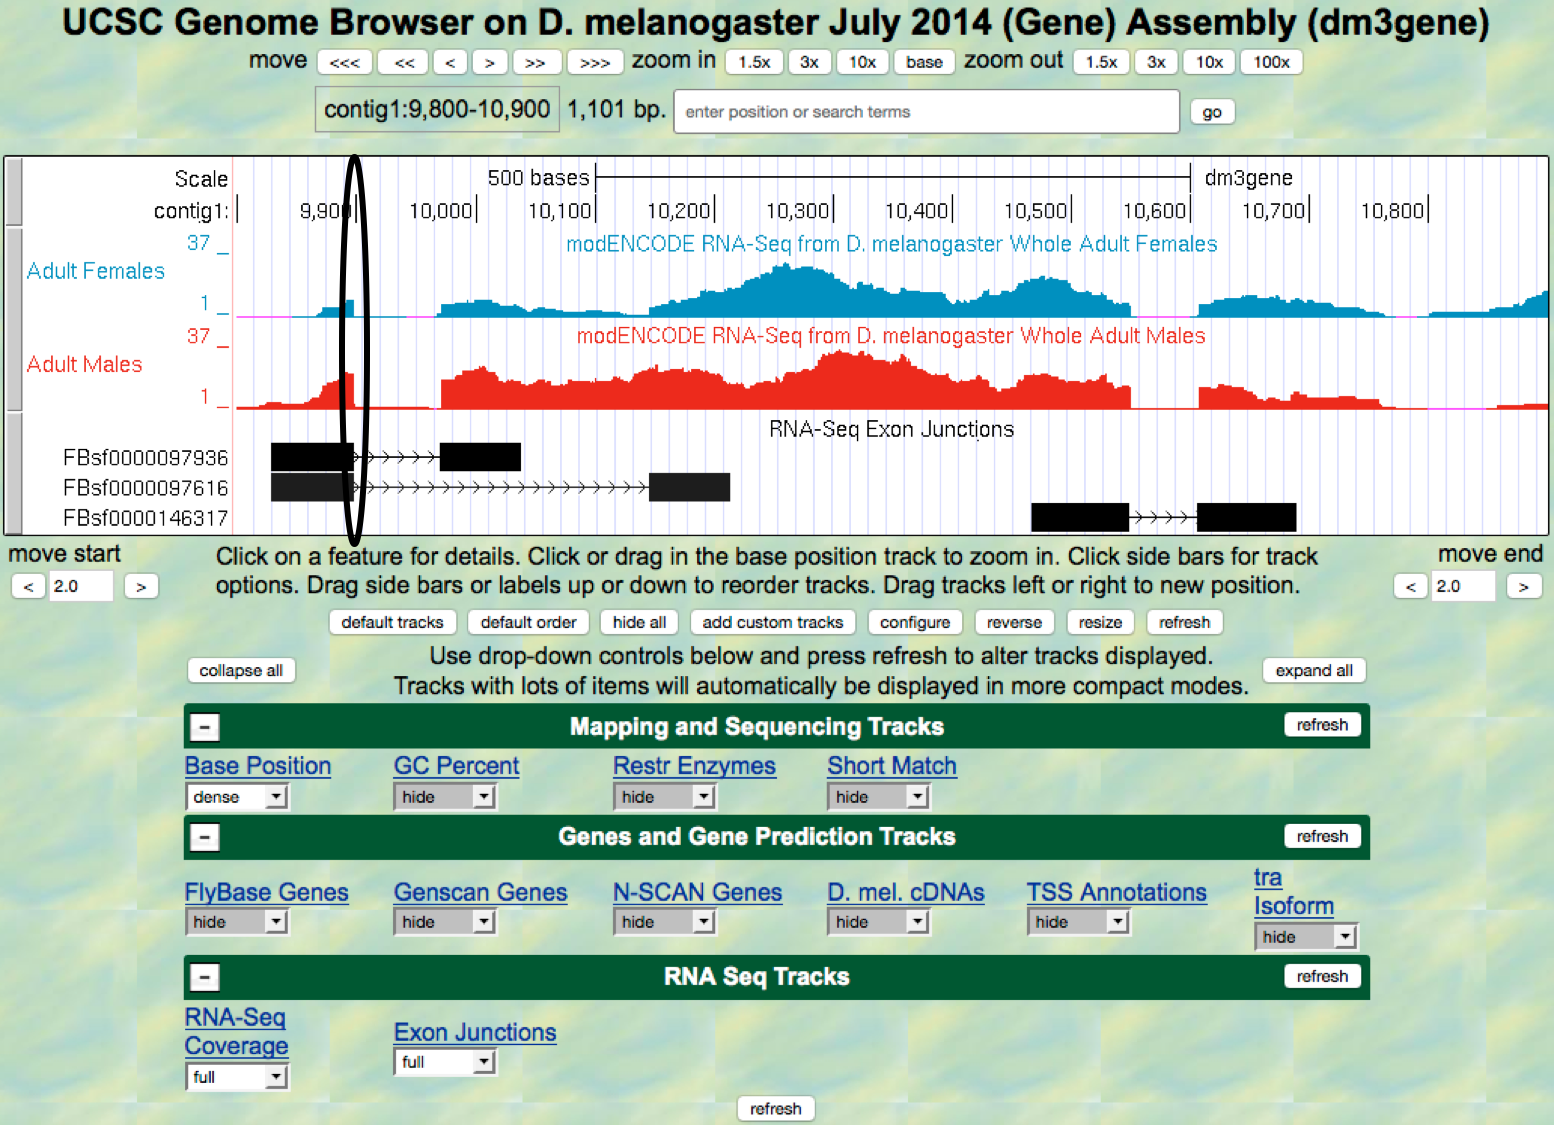 UCSC Genome Browser on D. melanogaster July 2014 (Gene) Assembly (dm3gene)
move <<< << < > >> >>> zoom in 1.5x 3x 10x base zoom out 1.5x 3x 10x 100x
contig1:9,800-10,900 1,101 bp. enter position or search terms go
Scale 500 bases dm3gene
contig1: 9,900 10,000 10,100 10,200 10,300 10,400 10,500 10,600 10,700 10,800
37 _ modENCODE RNA-Seq from D. melanogaster Whole Adult Females
Adult Females
1 _
37 _ modENCODE RNA-Seq from D. melanogaster Whole Adult Males
Adult Males
1 _
RNA-Seq Exon Junctions
FBsf0000097936
FBsf0000097616
FBsf0000146317
move start Click on a feature for details. Click or drag in the base position track to zoom in. Click side bars for track move end
< 2.0 > options. Drag side bars or labels up or down to reorder tracks. Drag tracks left or right to new position. < 2.0 >
default tracks default order hide all add custom tracks configure reverse resize refresh
collapse all Use drop-down controls below and press refresh to alter tracks displayed. expand all
Tracks with lots of items will automatically be displayed in more compact modes.
- Mapping and Sequencing Tracks refresh
Base Position GC Percent Restr Enzymes Short Match
dense hide hide hide
- Genes and Gene Prediction Tracks refresh
FlyBase Genes Genscan Genes N-SCAN Genes D. mel. cDNAs TSS Annotations tra Isoform
hide hide hide hide hide hide
- RNA Seq Tracks refresh
RNA-Seq Coverage Exon Junctions
full full
refresh